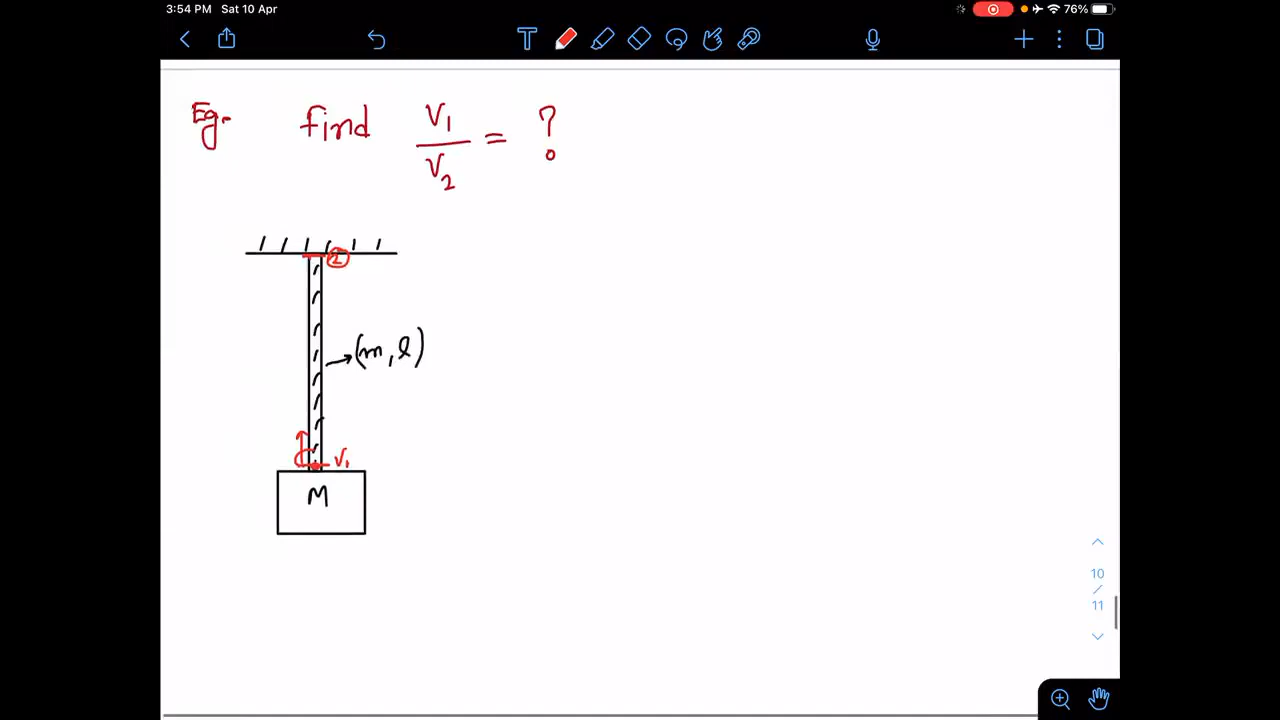 3:54 PM Sat 10 Apr
76%
T
Eg. find V1/V2 = ?
2
(m, l)
V1
M
10
/
11